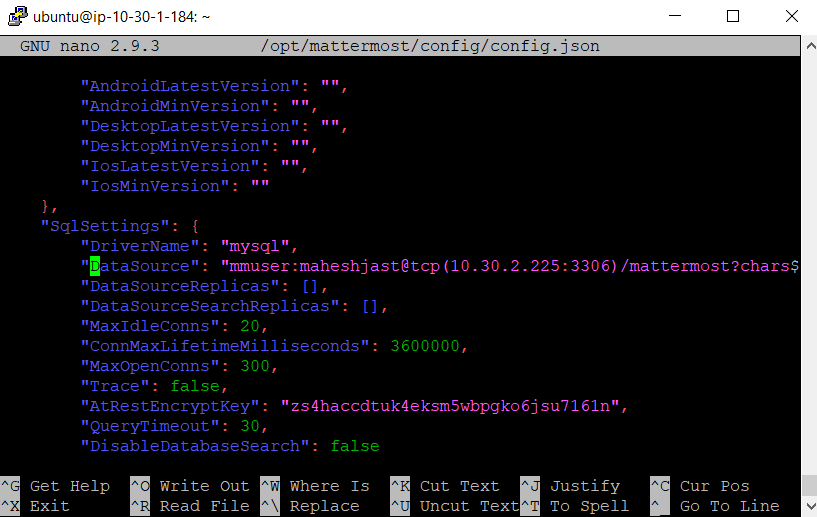 ubuntu@ip-10-30-1-184: ~
GNU nano 2.9.3 /opt/mattermost/config/config.json
"AndroidLatestVersion": "",
"AndroidMinVersion": "",
"DesktopLatestVersion": "",
"DesktopMinVersion": "",
"IosLatestVersion": "",
"IosMinVersion": ""
},
"SqlSettings": {
"DriverName": "mysql",
"DataSource": "mmuser:maheshjast@tcp(10.30.2.225:3306)/mattermost?chars$
"DataSourceReplicas": [],
"DataSourceSearchReplicas": [],
"MaxIdleConns": 20,
"ConnMaxLifetimeMilliseconds": 3600000,
"MaxOpenConns": 300,
"Trace": false,
"AtRestEncryptKey": "zs4haccdtuk4eksm5wbpgko6jsu7161n",
"QueryTimeout": 30,
"DisableDatabaseSearch": false
^G Get Help ^O Write Out ^W Where Is ^K Cut Text ^J Justify ^C Cur Pos
^X Exit ^R Read File ^\ Replace ^U Uncut Text ^T To Spell ^_ Go To Line